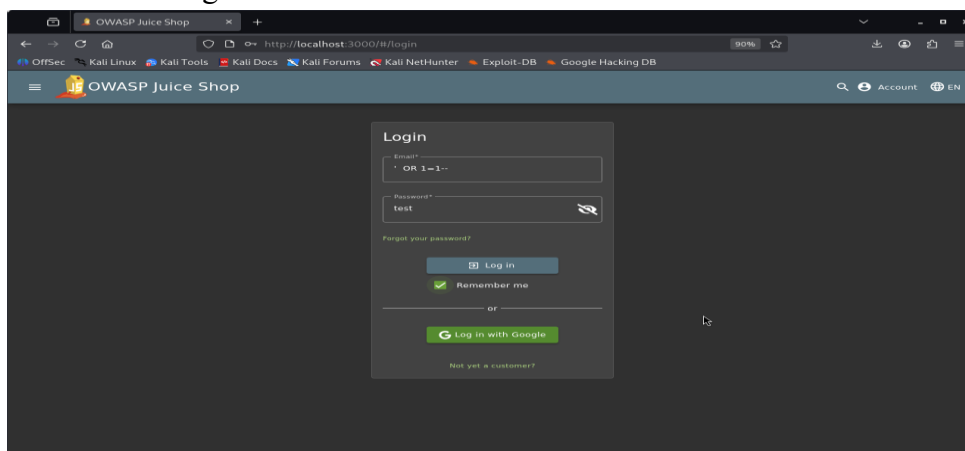 OWASP Juice Shop
http://localhost:3000/#/login 90%
OffSec Kali Linux Kali Tools Kali Docs Kali Forums Kali NetHunter Exploit-DB Google Hacking DB
OWASP Juice Shop Account EN
Login
Email*
' OR 1=1--
Password*
test
Forgot your password?
Log in
Remember me
or
G Log in with Google
Not yet a customer?